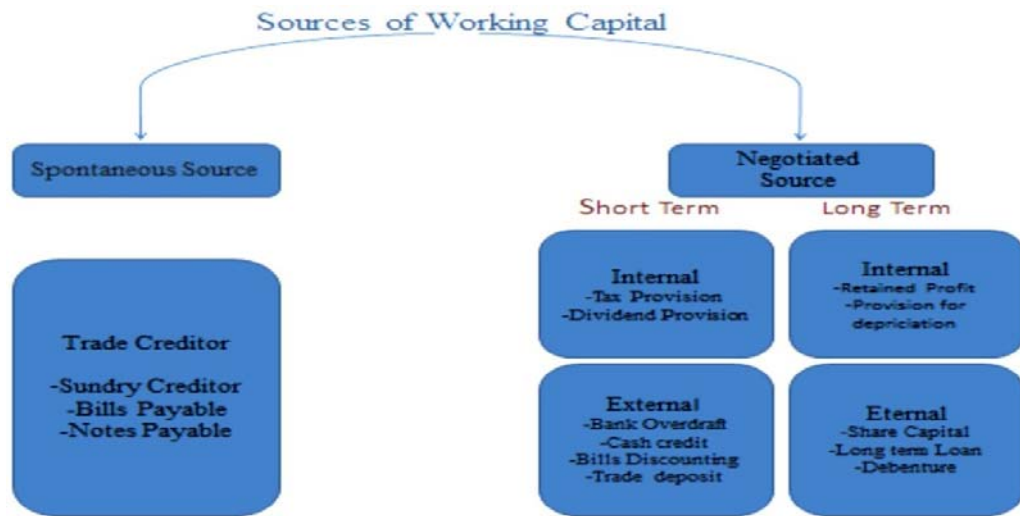 Sources of Working Capital
Spontaneous Source
Negotiated
Source
Short Term
Long Term
Trade Creditor
-Sundry Creditor
-Bills Payable
-Notes Payable
Internal
-Tax Provision
-Dividend Provision
Internal
-Retained Profit
-Provision for
depriciation
External
-Bank Overdraft
-Cash credit
-Bills Discounting
-Trade deposit
Eternal
-Share Capital
-Long term Loan
-Debenture